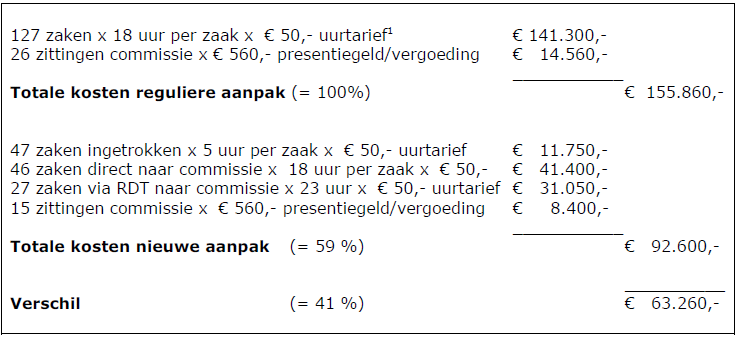 127 zaken x 18 uur per zaak x € 50,- uurtarief¹ € 141.300,-
26 zittingen commissie x € 560,- presentiegeld/vergoeding € 14.560,-
Totale kosten reguliere aanpak (= 100%) € 155.860,-
47 zaken ingetrokken x 5 uur per zaak x € 50,- uurtarief € 11.750,-
46 zaken direct naar commissie x 18 uur per zaak x € 50,- € 41.400,-
27 zaken via RDT naar commissie x 23 uur x € 50,- uurtarief € 31.050,-
15 zittingen commissie x € 560,- presentiegeld/vergoeding € 8.400,-
Totale kosten nieuwe aanpak (= 59 %) € 92.600,-
Verschil (= 41 %) € 63.260,-